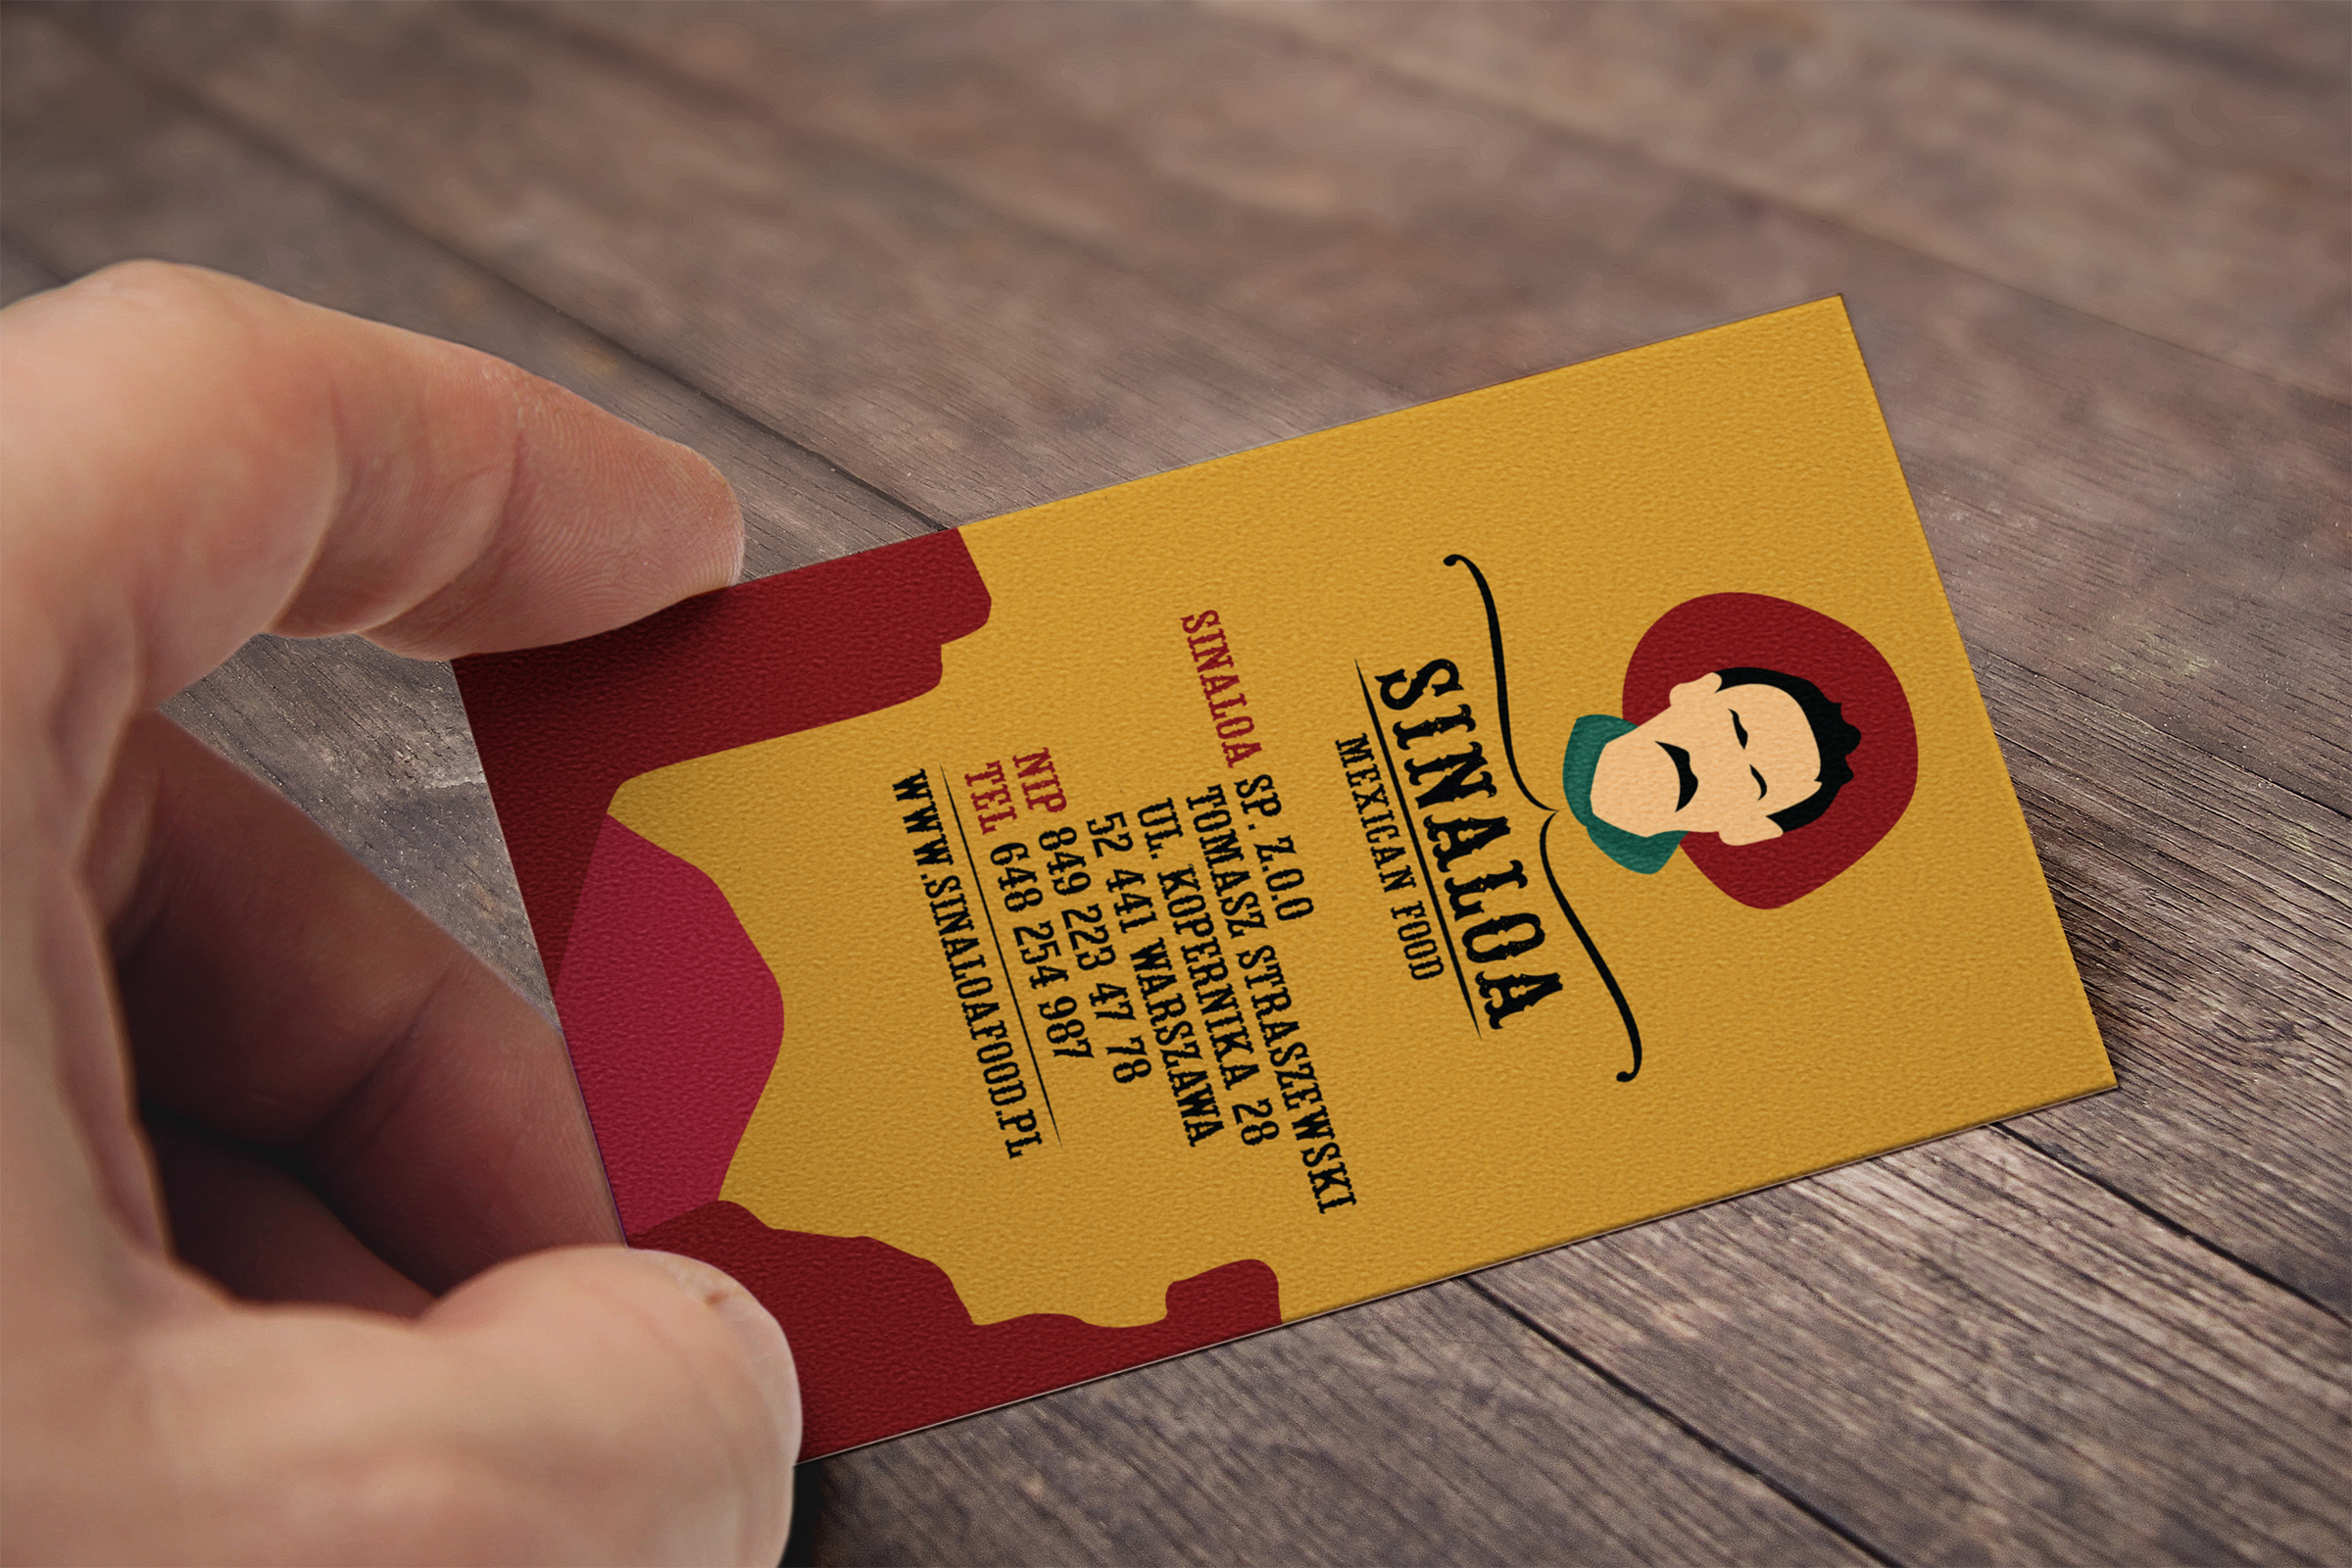 SINALOA
MEXICAN FOOD
SINALOA SP. Z.O.O
TOMASZ STRASZEWSKI
UL. KOPERNIKA 28
52 441 WARSZAWA
NIP 849 223 47 78
TEL 648 254 987
WWW.SINALOAFOOD.PL